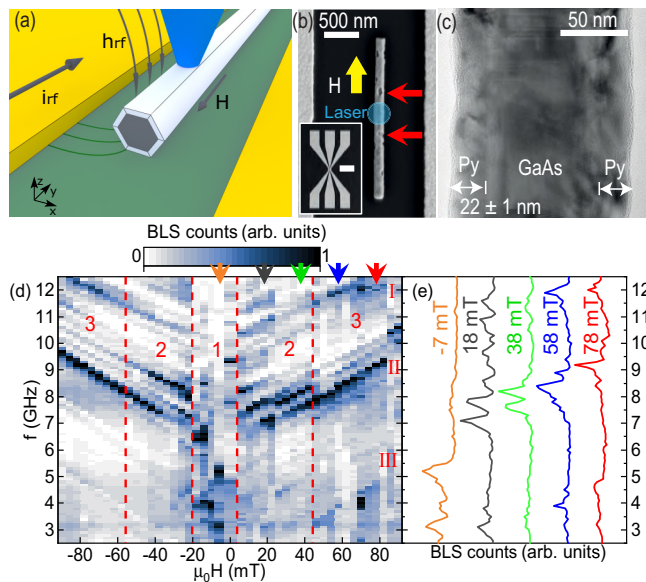 (a)
hrf
irf
H
z
y
x
(b)
500 nm
H
Laser
(c)
50 nm
Py
GaAs
Py
22 ± 1 nm
BLS counts (arb. units)
0
1
(d)
12
11
10
9
8
7
6
5
4
3
f (GHz)
3
2
1
2
3
I
II
III
-80 -60 -40 -20 0 20 40 60 80
μ₀H (mT)
(e)
-7 mT
18 mT
38 mT
58 mT
78 mT
12
11
10
9
8
7
6
5
4
3
BLS counts (arb. units)